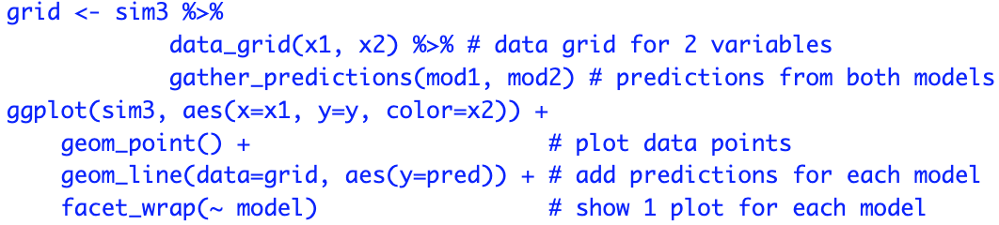 grid <- sim3 %>%
data_grid(x1, x2) %>% # data grid for 2 variables
gather_predictions(mod1, mod2) # predictions from both models
ggplot(sim3, aes(x=x1, y=y, color=x2)) +
geom_point() + # plot data points
geom_line(data=grid, aes(y=pred)) + # add predictions for each model
facet_wrap(~ model) # show 1 plot for each model